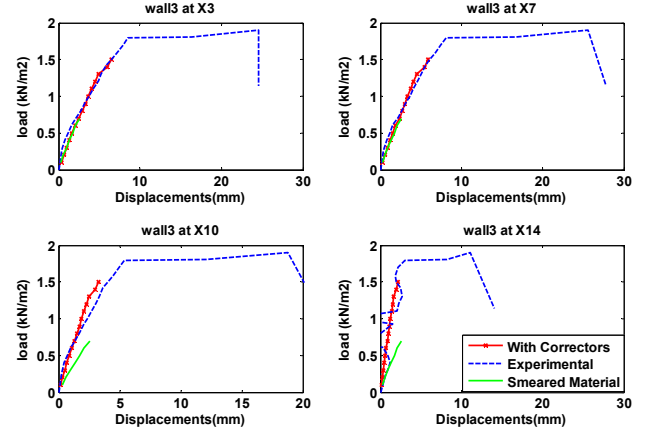 wall3 at X3
load (kN/m2)
2
1.5
1
0.5
0
0
10
20
30
Displacements(mm)
wall3 at X7
load (kN/m2)
2
1.5
1
0.5
0
0
10
20
30
Displacements(mm)
wall3 at X10
load (kN/m2)
2
1.5
1
0.5
0
0
5
10
15
20
Displacements(mm)
wall3 at X14
load (kN/m2)
2
1.5
1
0.5
0
0
10
20
30
Displacements(mm)
With Correctors
Experimental
Smeared Material